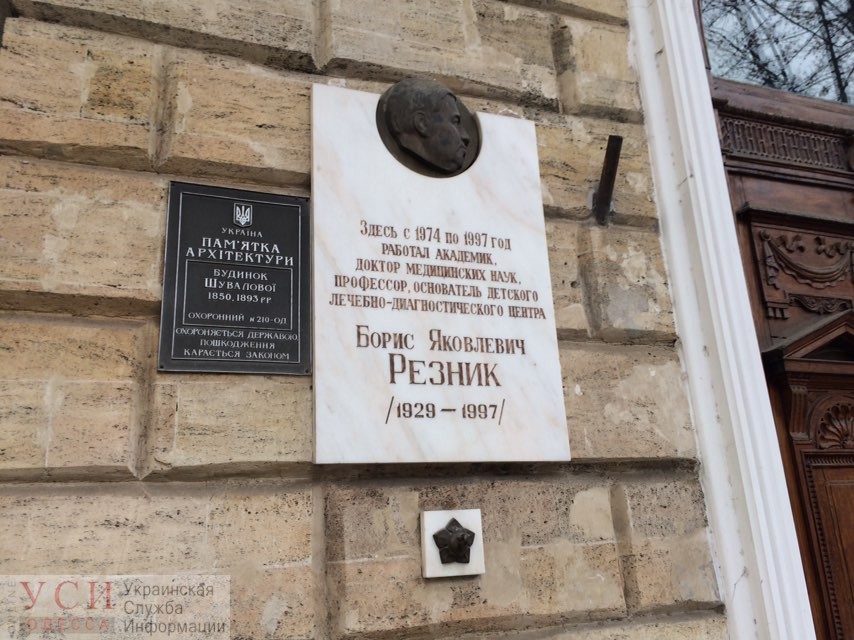 УКРАЇНА
ПАМ'ЯТКА
АРХІТЕКТУРИ
БУДИНОК
ШУВАЛОВОЇ
1850, 1893 РР
ОХОРОННИЙ № 210-ОД
ОХОРОНЯЄТЬСЯ ДЕРЖАВОЮ
ПОШКОДЖЕННЯ
КАРАЄТЬСЯ ЗАКОНОМ
ЗДЕСЬ С 1974 ПО 1997 ГОД
РАБОТАЛ АКАДЕМИК,
ДОКТОР МЕДИЦИНСКИХ НАУК,
ПРОФЕССОР, ОСНОВАТЕЛЬ ДЕТСКОГО
ЛЕЧЕБНО-ДИАГНОСТИЧЕСКОГО ЦЕНТРА
БОРИС ЯКОВЛЕВИЧ
РЕЗНИК
/1929 – 1997/
УСИ
ОДЕССА
Украинская
Служба
Информации